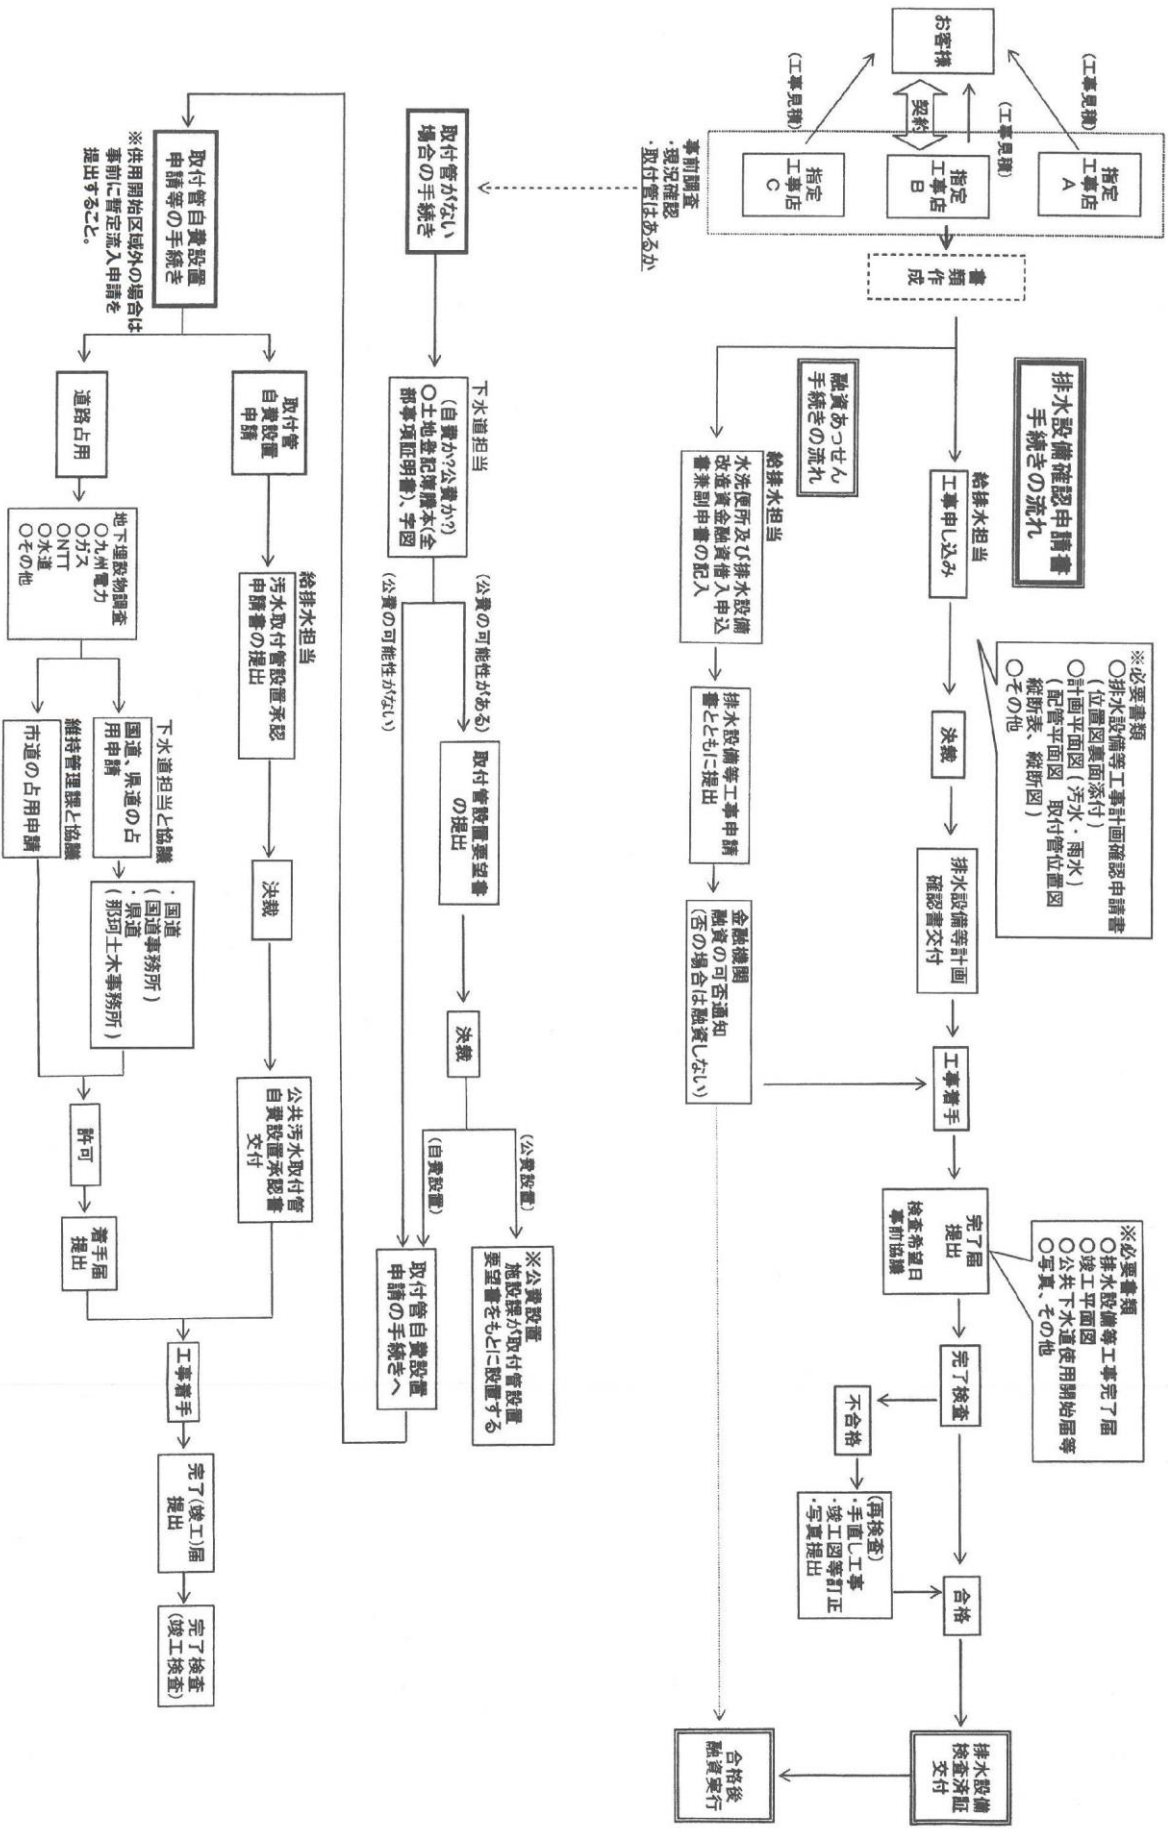 お客様
(工事見積)
(工事見積)
(工事見積)
契約
指定
工事店
A
指定
工事店
B
指定
工事店
C
事前調査
・現況確認
・取付管はあるか
書
類
作
成
排水設備確認申請書
手続きの流れ
給排水担当
工事申し込み
※必要書類
○排水設備等工事計画確認申請書
(位置図裏面添付)
○計画平面図(汚水・雨水)
(配管平面図 取付管位置図
縦断表、縦断図)
○その他
決裁
排水設備等計画
確認書交付
工事着手
完了届
提出
検査希望日
事前協議
※必要書類
○排水設備等工事完了届
○竣工平面図
○公共下水道使用開始届等
○写真、その他
完了検査
不合格
(再検査)
・手直し工事
・竣工図等訂正
・写真提出
合格
排水設備
検査済証
交付
融資あっせん
手続きの流れ
給排水担当
水洗便所及び排水設備
改造資金融資借入申込
書兼副申書の記入
排水設備等工事申請
書とともに提出
金融機関
融資の可否通知
(否の場合は融資しない)
合格後
融資実行
取付管がない
場合の手続き
下水道担当
(自費か?公費か?)
○土地登記簿謄本(全
部事項証明書)、字図
(公費の可能性がある)
(公費の可能性がない)
取付管設置要望書
の提出
決裁
(公費設置)
(自費設置)
※公費設置
施設課が取付管設置
要望書をもとに設置する
取付管自費設置
申請の手続きへ
取付管自費設置
申請等の手続き
※供用開始区域外の場合は
事前に暫定流入申請を
提出すること。
取付管
自費設置
申請
給排水担当
汚水取付管設置承認
申請書の提出
決裁
公共汚水取付管
自費設置承認書
交付
道路占用
地下埋設物調査
○九州電力
○ガス
○NTT
○水道
○その他
下水道担当と協議
国道、県道の占
用申請
・国道
(国道事務所)
・県道
(那珂土木事務所)
維持管理課と協議
市道の占用申請
許可
着手届
提出
工事着手
完了(竣工)届
提出
完了検査
(竣工検査)